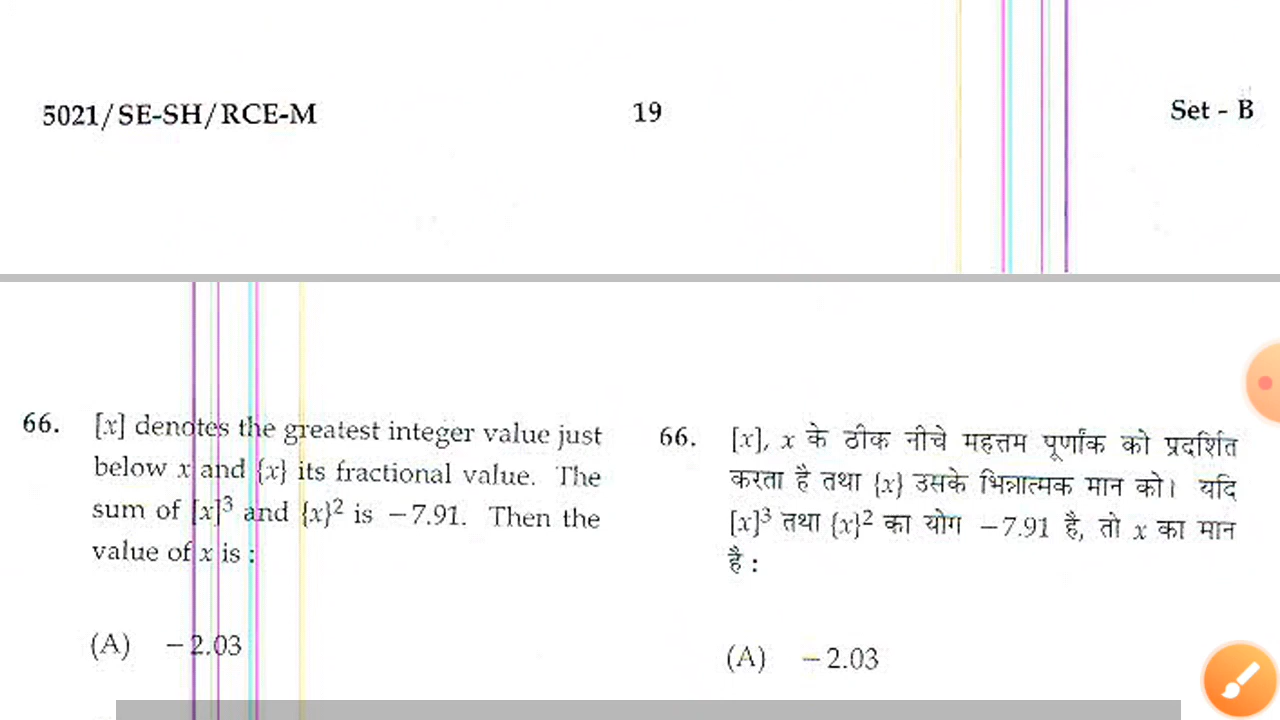 5021/SE-SH/RCE-M 19 Set - B
66. [x] denotes the greatest integer value just
below x and {x} its fractional value. The
sum of [x]³ and {x}² is −7.91. Then the
value of x is :
(A) −2.03
66. [x], x के ठीक नीचे महत्तम पूर्णांक को प्रदर्शित
करता है तथा {x} उसके भिन्नात्मक मान को। यदि
[x]³ तथा {x}² का योग −7.91 है, तो x का मान
है :
(A) −2.03